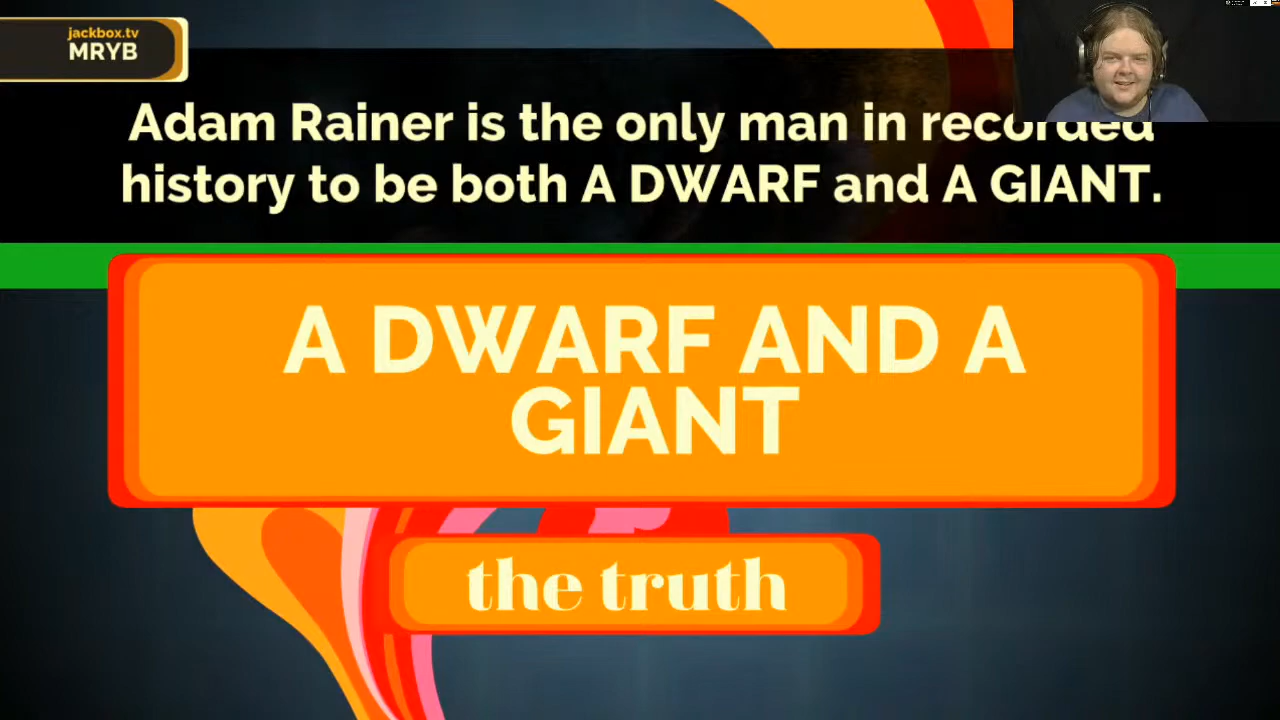 jackbox.tv
MRYB
Adam Rainer is the only man in recorded
history to be both A DWARF and A GIANT.
A DWARF AND A
GIANT
the truth